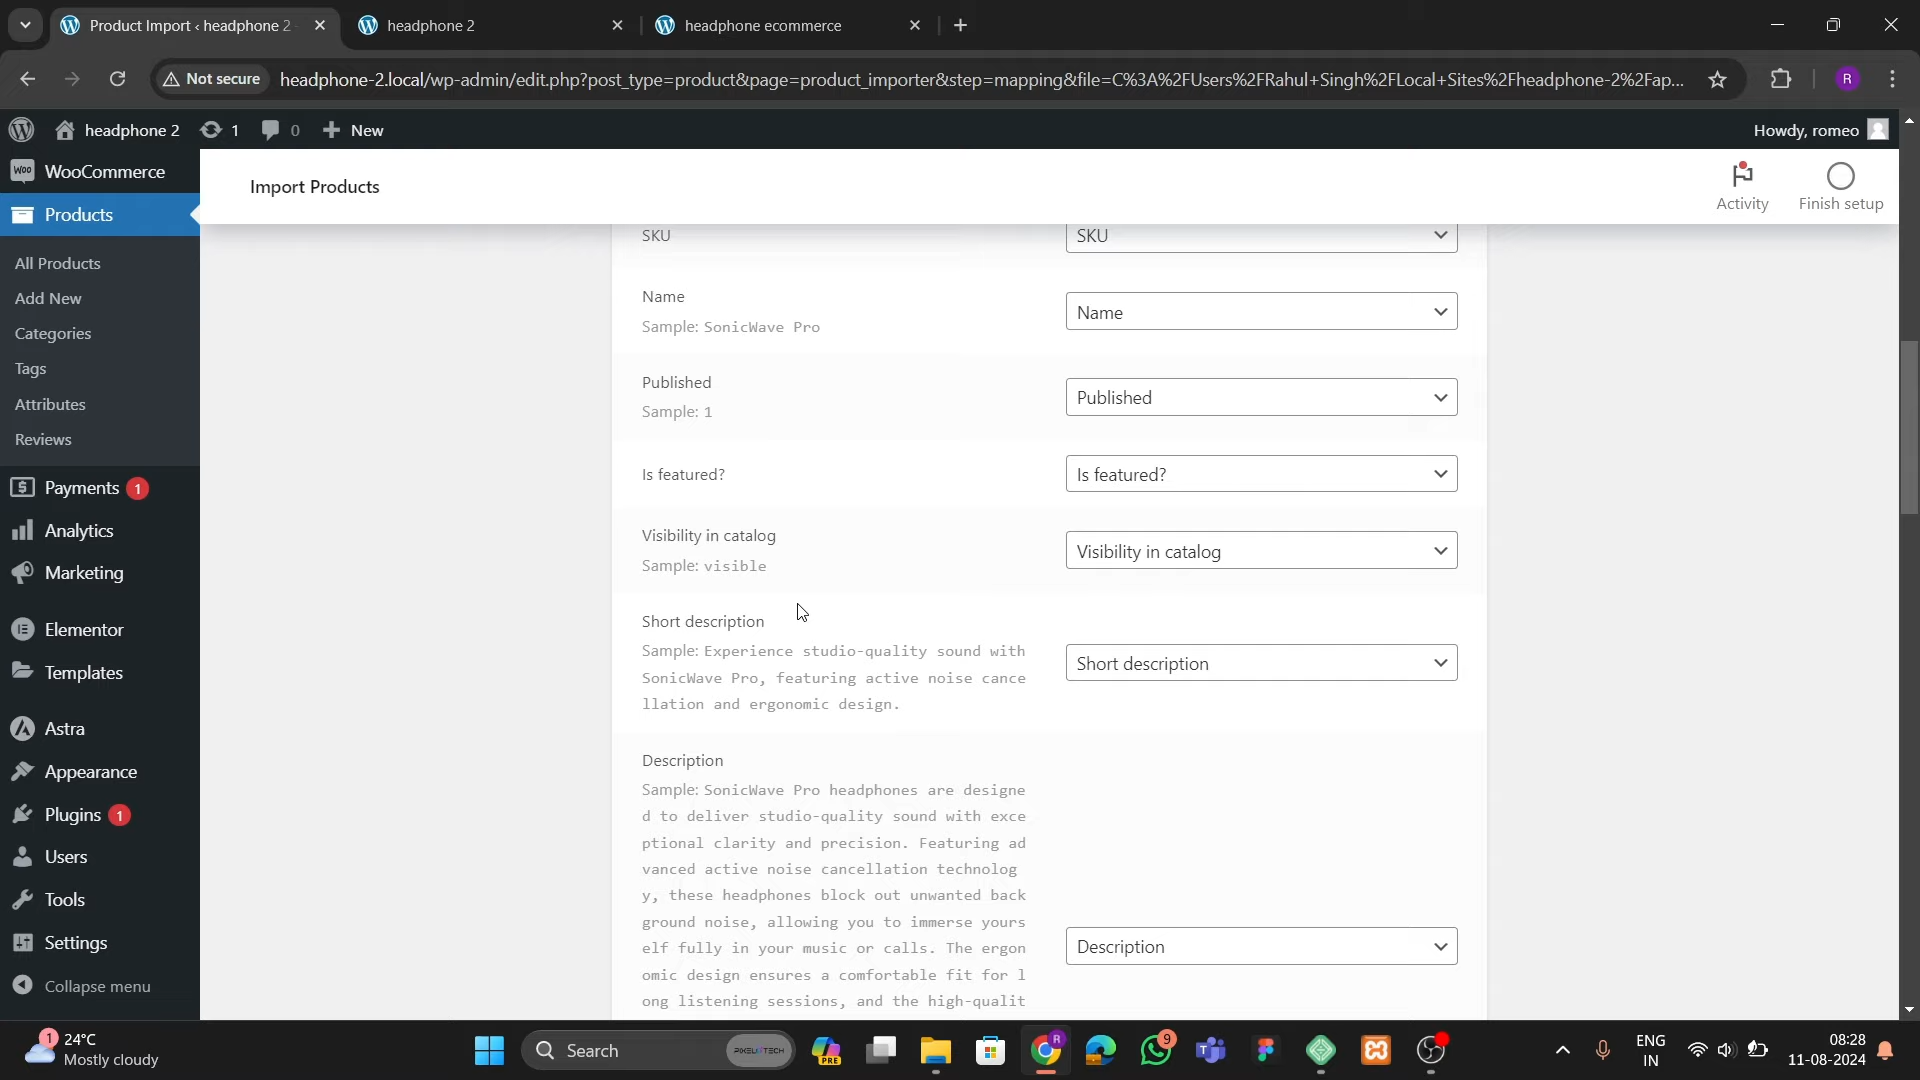 Product Import ‹ headphone 2
headphone 2
headphone ecommerce
Not secure
headphone-2.local/wp-admin/edit.php?post_type=product&page=product_importer&step=mapping&file=C%3A%2FUsers%2FRahul+Singh%2FLocal+Sites%2Fheadphone-2%2Fap...
R
headphone 2
1
0
New
Howdy, romeo
WooCommerce
Products
All Products
Add New
Categories
Tags
Attributes
Reviews
Payments 1
Analytics
Marketing
Elementor
Templates
Astra
Appearance
Plugins 1
Users
Tools
Settings
Collapse menu
Import Products
Activity
Finish setup
SKU
SKU
Name
Sample: SonicWave Pro
Name
Published
Sample: 1
Published
Is featured?
Is featured?
Visibility in catalog
Sample: visible
Visibility in catalog
Short description
Sample: Experience studio-quality sound with
SonicWave Pro, featuring active noise cance
llation and ergonomic design.
Short description
Description
Sample: SonicWave Pro headphones are designe
d to deliver studio-quality sound with exce
ptional clarity and precision. Featuring ad
vanced active noise cancellation technolog
y, these headphones block out unwanted back
ground noise, allowing you to immerse yours
elf fully in your music or calls. The ergon
omic design ensures a comfortable fit for l
ong listening sessions, and the high-qualit
Description
1
24°C
Mostly cloudy
Search
PIXELIOTECH
PRE
R
9
ENG
IN
08:28
11-08-2024